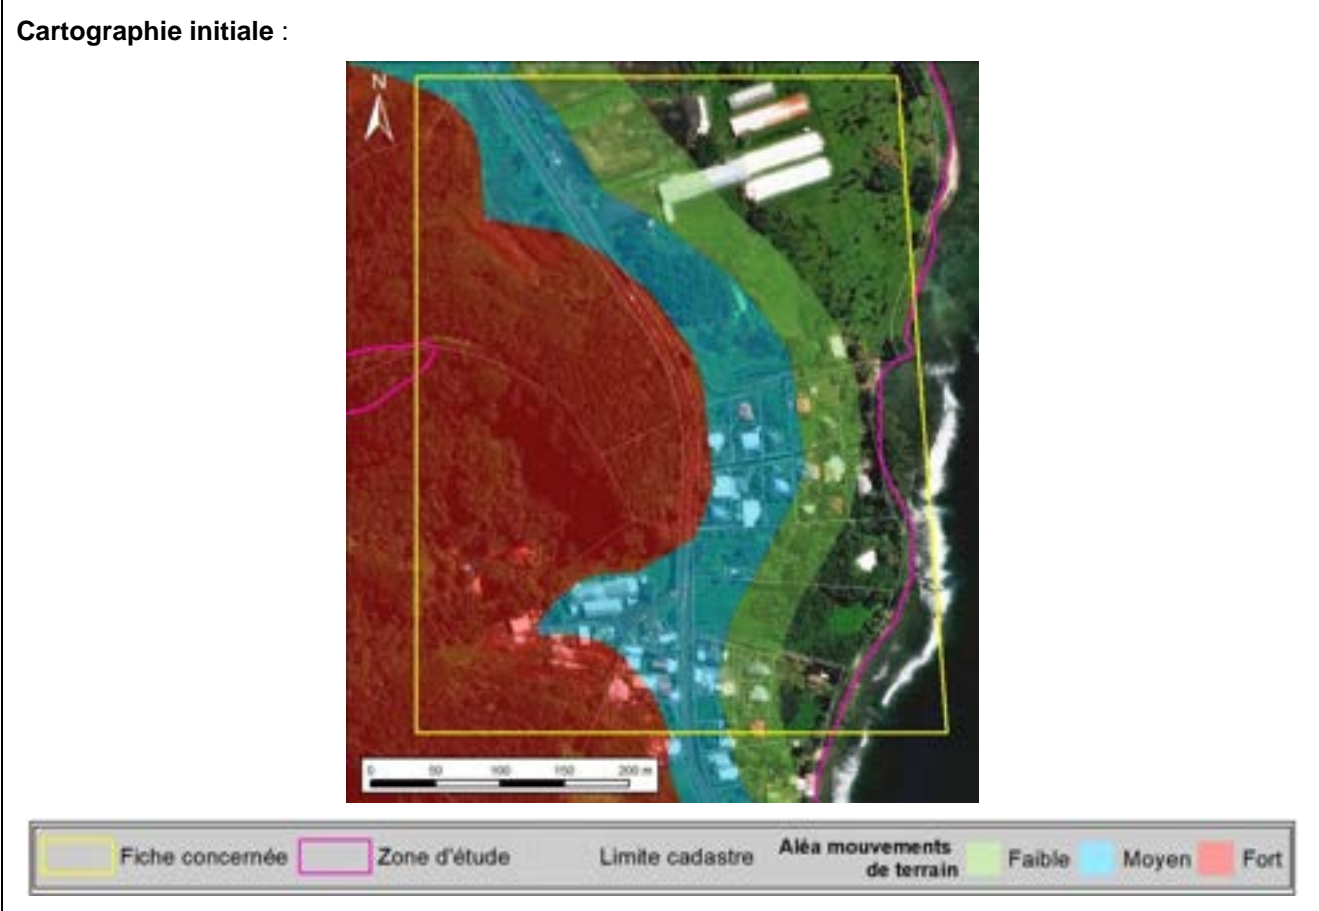 Cartographie initiale :
N
0 50 100 150 200 m
Fiche concernée
Zone d'étude
Limite cadastre
Aléa mouvements
de terrain
Faible
Moyen
Fort